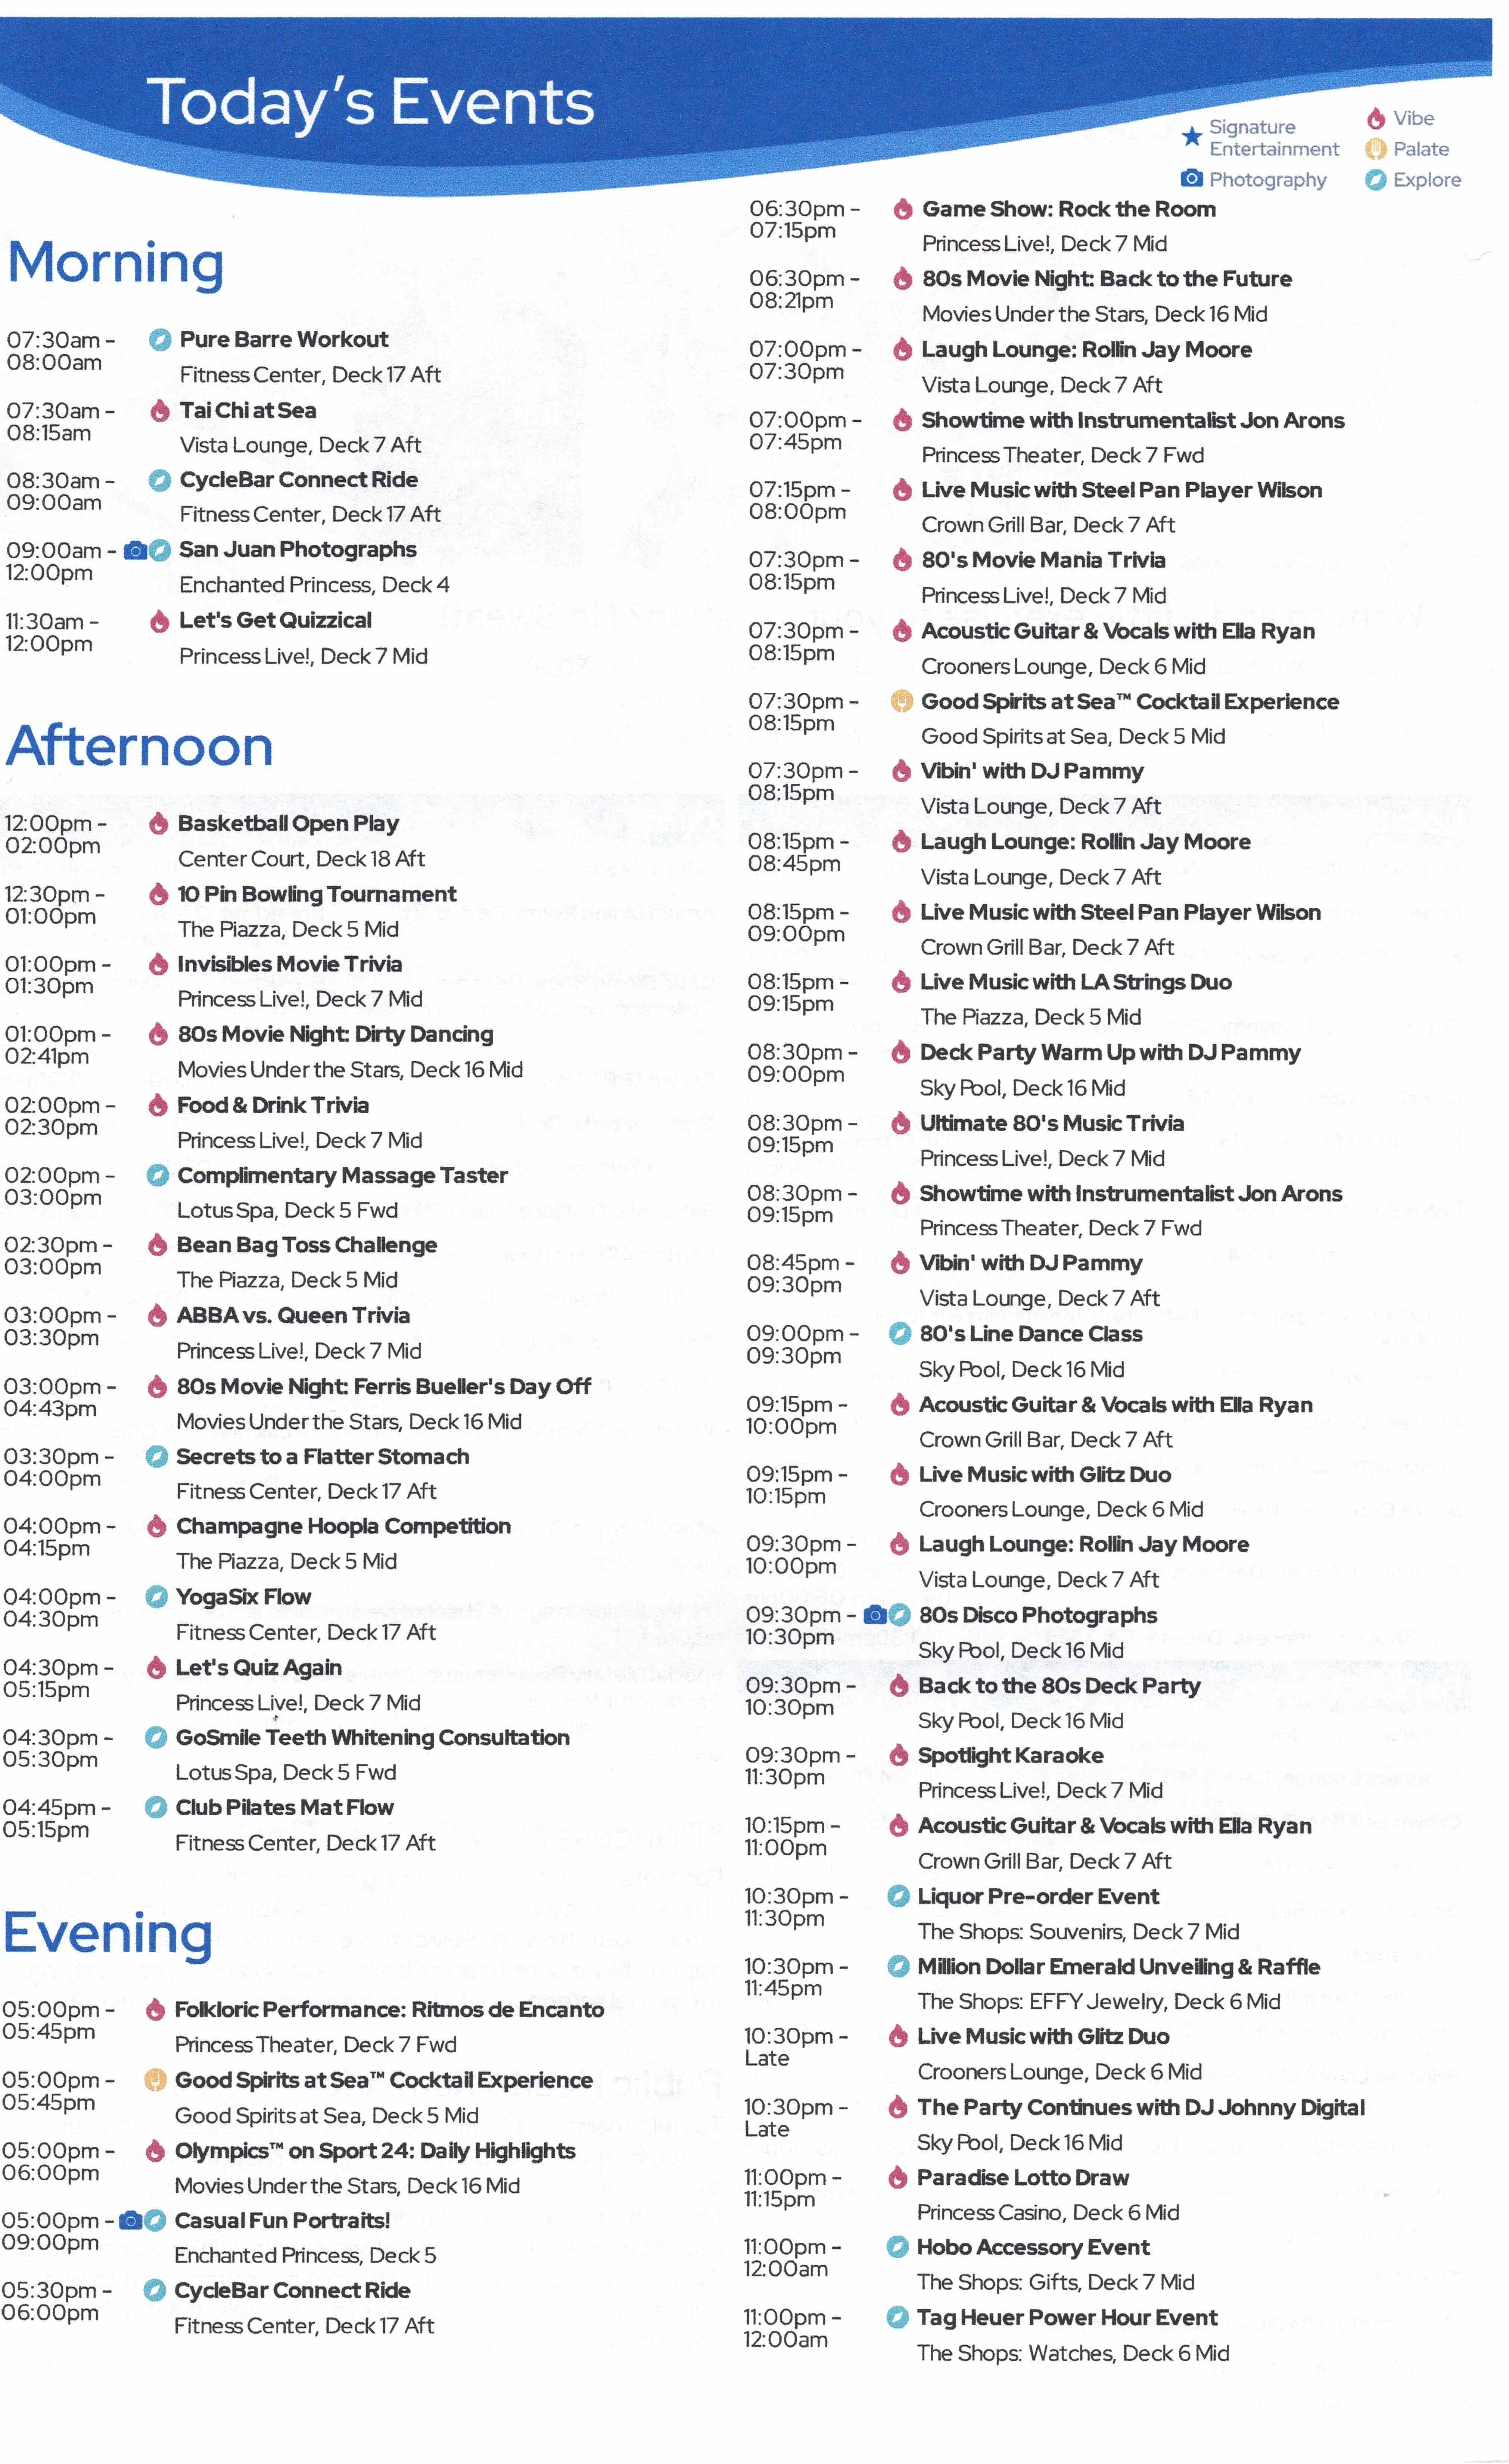 Today's Events
Signature
Entertainment
Photography
Vibe
Palate
Explore
Morning
07:30am -
08:00am
Pure Barre Workout
Fitness Center, Deck 17 Aft
07:30am -
08:15am
Tai Chi at Sea
Vista Lounge, Deck 7 Aft
08:30am -
09:00am
CycleBar Connect Ride
Fitness Center, Deck 17 Aft
09:00am -
12:00pm
San Juan Photographs
Enchanted Princess, Deck 4
11:30am -
12:00pm
Let's Get Quizzical
Princess Live!, Deck 7 Mid
Afternoon
12:00pm -
02:00pm
Basketball Open Play
Center Court, Deck 18 Aft
12:30pm -
01:00pm
10 Pin Bowling Tournament
The Piazza, Deck 5 Mid
01:00pm -
01:30pm
Invisibles Movie Trivia
Princess Live!, Deck 7 Mid
01:00pm -
02:41pm
80s Movie Night: Dirty Dancing
Movies Under the Stars, Deck 16 Mid
02:00pm -
02:30pm
Food & Drink Trivia
Princess Live!, Deck 7 Mid
02:00pm -
03:00pm
Complimentary Massage Taster
Lotus Spa, Deck 5 Fwd
02:30pm -
03:00pm
Bean Bag Toss Challenge
The Piazza, Deck 5 Mid
03:00pm -
03:30pm
ABBA vs. Queen Trivia
Princess Live!, Deck 7 Mid
03:00pm -
04:43pm
80s Movie Night: Ferris Bueller's Day Off
Movies Under the Stars, Deck 16 Mid
03:30pm -
04:00pm
Secrets to a Flatter Stomach
Fitness Center, Deck 17 Aft
04:00pm -
04:15pm
Champagne Hoopla Competition
The Piazza, Deck 5 Mid
04:00pm -
04:30pm
YogaSix Flow
Fitness Center, Deck 17 Aft
04:30pm -
05:15pm
Let's Quiz Again
Princess Live!, Deck 7 Mid
04:30pm -
05:30pm
GoSmile Teeth Whitening Consultation
Lotus Spa, Deck 5 Fwd
04:45pm -
05:15pm
Club Pilates Mat Flow
Fitness Center, Deck 17 Aft
Evening
05:00pm -
05:45pm
Folkloric Performance: Ritmos de Encanto
Princess Theater, Deck 7 Fwd
05:00pm -
05:45pm
Good Spirits at Sea™ Cocktail Experience
Good Spirits at Sea, Deck 5 Mid
05:00pm -
06:00pm
Olympics™ on Sport 24: Daily Highlights
Movies Under the Stars, Deck 16 Mid
05:00pm -
09:00pm
Casual Fun Portraits!
Enchanted Princess, Deck 5
05:30pm -
06:00pm
CycleBar Connect Ride
Fitness Center, Deck 17 Aft
06:30pm -
07:15pm
Game Show: Rock the Room
Princess Live!, Deck 7 Mid
06:30pm -
08:21pm
80s Movie Night: Back to the Future
Movies Under the Stars, Deck 16 Mid
07:00pm -
07:30pm
Laugh Lounge: Rollin Jay Moore
Vista Lounge, Deck 7 Aft
07:00pm -
07:45pm
Showtime with Instrumentalist Jon Arons
Princess Theater, Deck 7 Fwd
07:15pm -
08:00pm
Live Music with Steel Pan Player Wilson
Crown Grill Bar, Deck 7 Aft
07:30pm -
08:15pm
80's Movie Mania Trivia
Princess Live!, Deck 7 Mid
07:30pm -
08:15pm
Acoustic Guitar & Vocals with Ella Ryan
Crooners Lounge, Deck 6 Mid
07:30pm -
08:15pm
Good Spirits at Sea™ Cocktail Experience
Good Spirits at Sea, Deck 5 Mid
07:30pm -
08:15pm
Vibin' with DJ Pammy
Vista Lounge, Deck 7 Aft
08:15pm -
08:45pm
Laugh Lounge: Rollin Jay Moore
Vista Lounge, Deck 7 Aft
08:15pm -
09:00pm
Live Music with Steel Pan Player Wilson
Crown Grill Bar, Deck 7 Aft
08:15pm -
09:15pm
Live Music with LA Strings Duo
The Piazza, Deck 5 Mid
08:30pm -
09:00pm
Deck Party Warm Up with DJ Pammy
Sky Pool, Deck 16 Mid
08:30pm -
09:15pm
Ultimate 80's Music Trivia
Princess Live!, Deck 7 Mid
08:30pm -
09:15pm
Showtime with Instrumentalist Jon Arons
Princess Theater, Deck 7 Fwd
08:45pm -
09:30pm
Vibin' with DJ Pammy
Vista Lounge, Deck 7 Aft
09:00pm -
09:30pm
80's Line Dance Class
Sky Pool, Deck 16 Mid
09:15pm -
10:00pm
Acoustic Guitar & Vocals with Ella Ryan
Crown Grill Bar, Deck 7 Aft
09:15pm -
10:15pm
Live Music with Glitz Duo
Crooners Lounge, Deck 6 Mid
09:30pm -
10:00pm
Laugh Lounge: Rollin Jay Moore
Vista Lounge, Deck 7 Aft
09:30pm -
10:30pm
80s Disco Photographs
Sky Pool, Deck 16 Mid
09:30pm -
10:30pm
Back to the 80s Deck Party
Sky Pool, Deck 16 Mid
09:30pm -
11:30pm
Spotlight Karaoke
Princess Live!, Deck 7 Mid
10:15pm -
11:00pm
Acoustic Guitar & Vocals with Ella Ryan
Crown Grill Bar, Deck 7 Aft
10:30pm -
11:30pm
Liquor Pre-order Event
The Shops: Souvenirs, Deck 7 Mid
10:30pm -
11:45pm
Million Dollar Emerald Unveiling & Raffle
The Shops: EFFY Jewelry, Deck 6 Mid
10:30pm -
Late
Live Music with Glitz Duo
Crooners Lounge, Deck 6 Mid
10:30pm -
Late
The Party Continues with DJ Johnny Digital
Sky Pool, Deck 16 Mid
11:00pm -
11:15pm
Paradise Lotto Draw
Princess Casino, Deck 6 Mid
11:00pm -
12:00am
Hobo Accessory Event
The Shops: Gifts, Deck 7 Mid
11:00pm -
12:00am
Tag Heuer Power Hour Event
The Shops: Watches, Deck 6 Mid